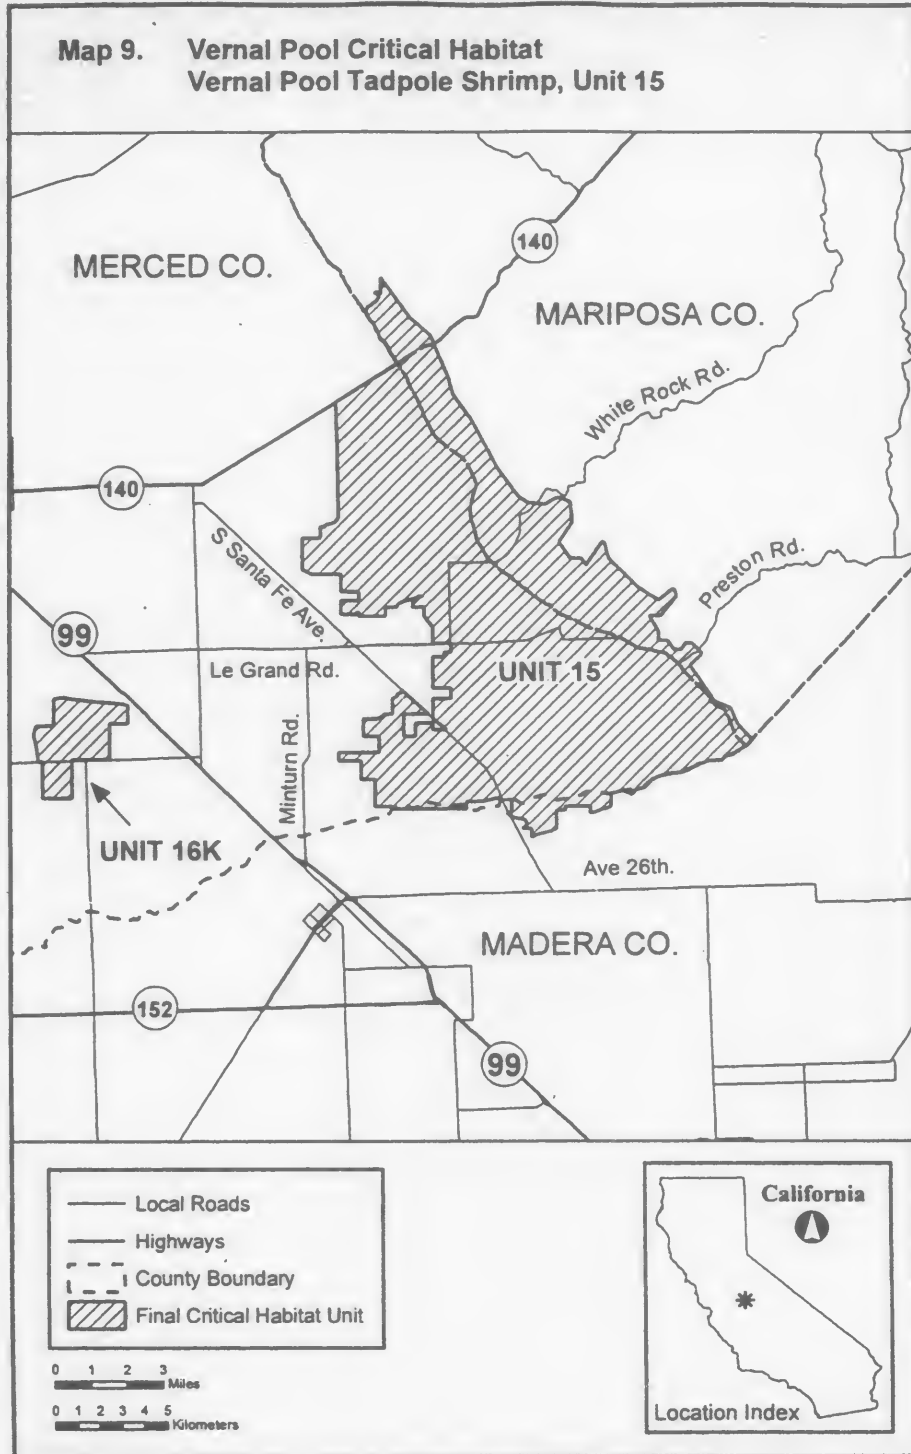 Map 9. Vernal Pool Critical Habitat
Vernal Pool Tadpole Shrimp, Unit 15
MERCED CO.
140
MARIPOSA CO.
White Rock Rd.
140
S Santa Fe Ave.
Preston Rd.
99
Le Grand Rd.
UNIT 15
Minturn Rd.
UNIT 16K
Ave 26th.
MADERA CO.
152
99
Local Roads
Highways
County Boundary
Final Critical Habitat Unit
0 1 2 3
Miles
0 1 2 3 4 5
Kilometers
California
Location Index